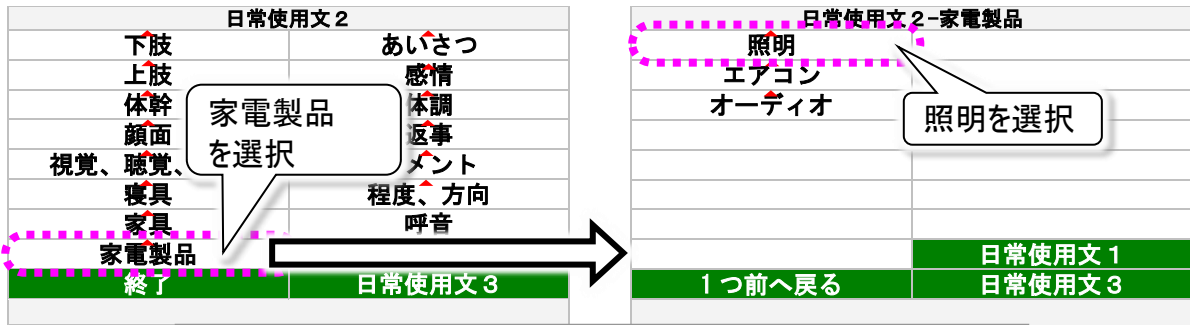 日常使用文２
下肢 あいさつ
上肢 感情
体幹 体調
顔面 返事
視覚、聴覚、 メント
寝具 程度、方向
家具 呼音
家電製品
終了 日常使用文３
家電製品
を選択
日常使用文２-家電製品
照明
エアコン
オーディオ
日常使用文１
１つ前へ戻る 日常使用文３
照明を選択